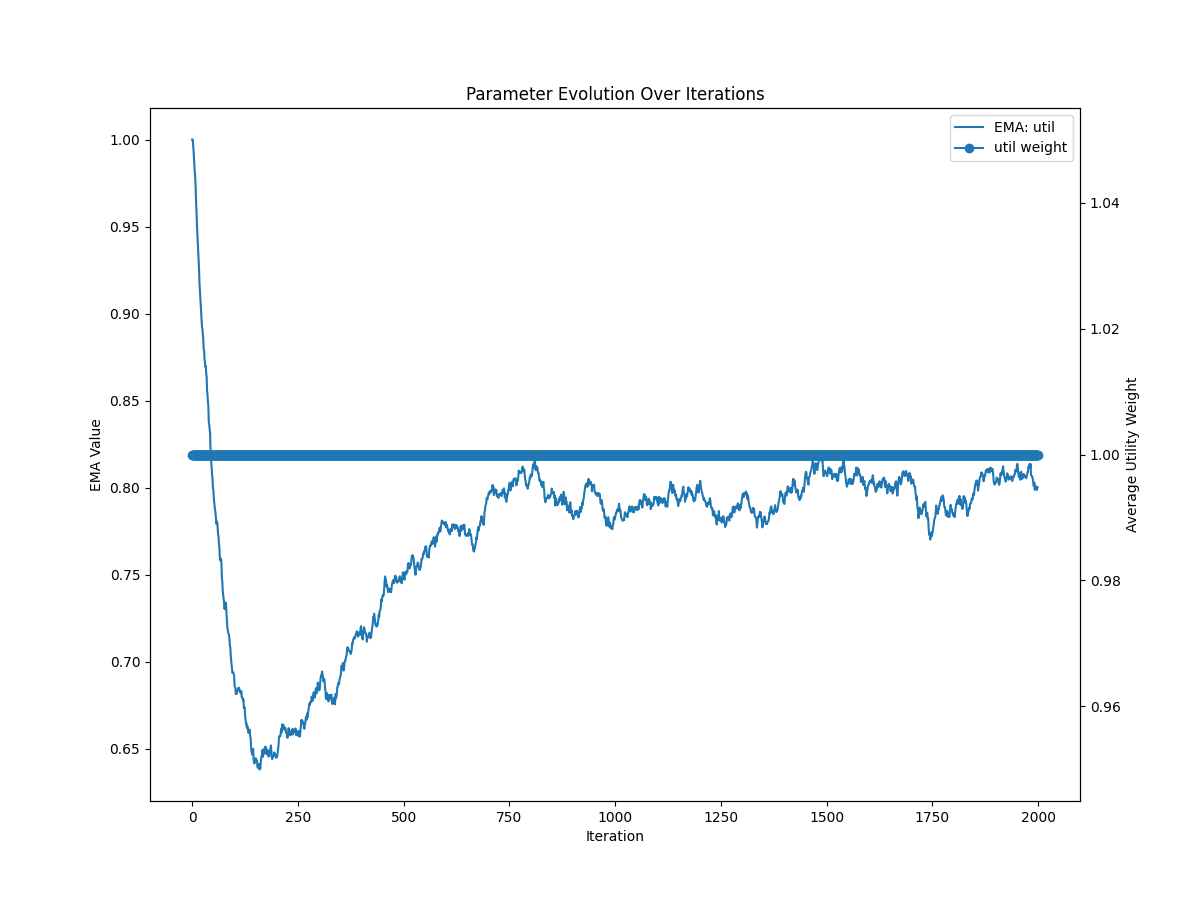 Parameter Evolution Over Iterations
EMA: util
util weight
1.00
0.95
0.90
0.85
0.80
0.75
0.70
0.65
EMA Value
1.04
1.02
1.00
0.98
0.96
Average Utility Weight
0 250 500 750 1000 1250 1500 1750 2000
Iteration